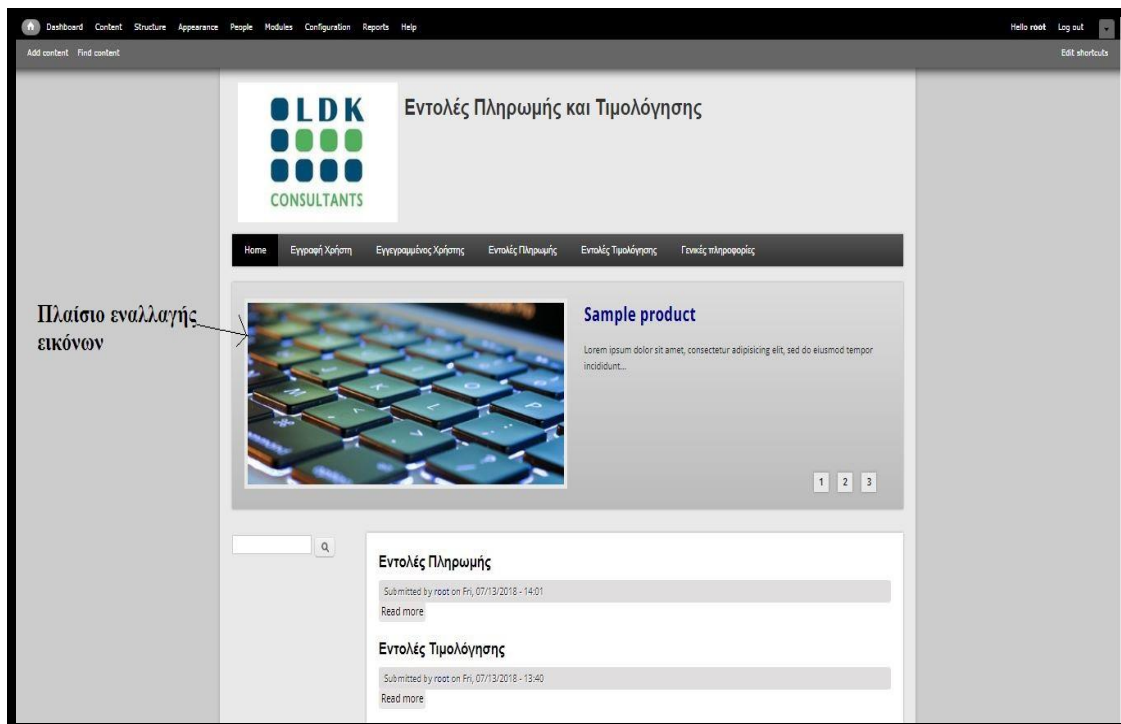 Dashboard Content Structure Appearance People Modules Configuration Reports Help
Hello root Log out
Add content Find content
Edit shortcuts
LDK
CONSULTANTS
Εντολές Πληρωμής και Τιμολόγησης
Home Εγγραφή Χρήστη Εγγεγραμμένος Χρήστης Εντολές Πληρωμής Εντολές Τιμολόγησης Γενικές πληροφορίες
Πλαίσιο εναλλαγής
εικόνων
Sample product
Lorem ipsum dolor sit amet, consectetur adipisicing elit, sed do eiusmod tempor
incididunt...
1 2 3
Εντολές Πληρωμής
Submitted by root on Fri, 07/13/2018 - 14:01
Read more
Εντολές Τιμολόγησης
Submitted by root on Fri, 07/13/2018 - 13:40
Read more